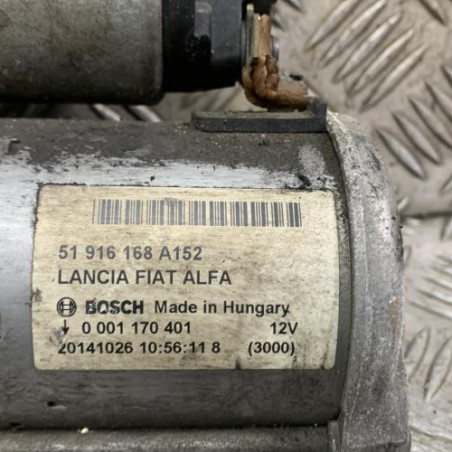 51 916 168 A152
LANCIA FIAT ALFA
BOSCH Made in Hungary
0 001 170 401 12V
20141026 10:56:11 8 (3000)